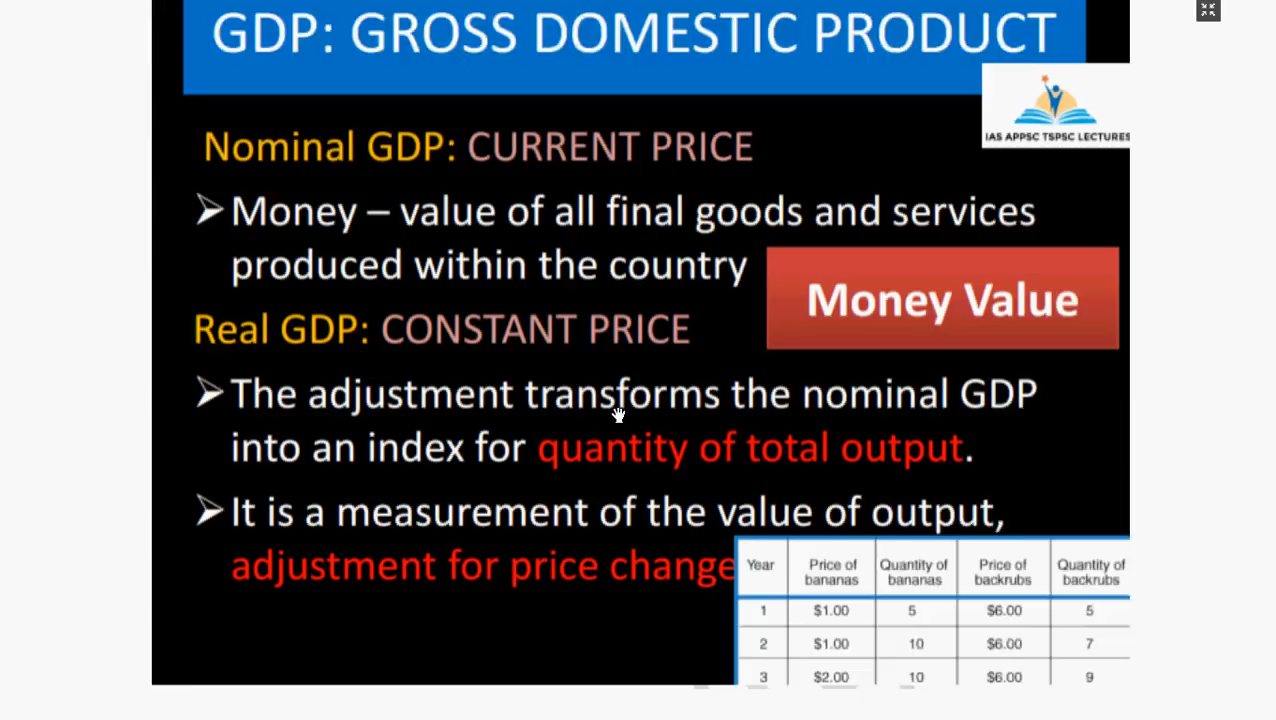 GDP: GROSS DOMESTIC PRODUCT
IAS APPSC TSPSC LECTURES
Nominal GDP: CURRENT PRICE
➢Money – value of all final goods and services
produced within the country
Money Value
Real GDP: CONSTANT PRICE
➢The adjustment transforms the nominal GDP
into an index for quantity of total output.
➢It is a measurement of the value of output,
adjustment for price change
Year Price of bananas Quantity of bananas Price of backrubs Quantity of backrubs
1 $1.00 5 $6.00 5
2 $1.00 10 $6.00 7
3 $2.00 10 $6.00 9